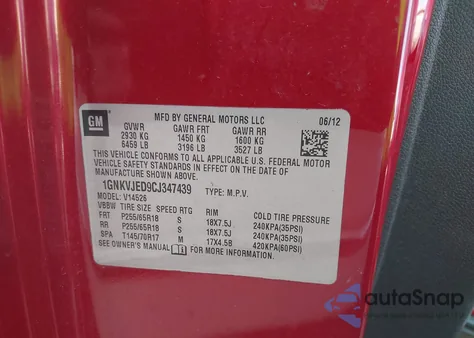 GM
MFD BY GENERAL MOTORS LLC 06/12
GVWR GAWR FRT GAWR RR
2930 KG 1450 KG 1600 KG
6459 LB 3196 LB 3527 LB
THIS VEHICLE CONFORMS TO ALL APPLICABLE U.S. FEDERAL MOTOR
VEHICLE SAFETY STANDARDS IN EFFECT ON THE DATE OF
MANUFACTURE SHOWN ABOVE.
1GNKVJED9CJ347439 TYPE: M.P.V.
MODEL: V14526
VBBW TIRE SIZE SPEED RTG RIM COLD TIRE PRESSURE
FRT P255/65R18 S 18X7.5J 240KPA(35PSI)
RR P255/65R18 S 18X7.5J 240KPA(35PSI)
SPA T145/70R17 M 17X4.5B 420KPA(60PSI)
SEE OWNER'S MANUAL FOR MORE INFORMATION.
autaSnap